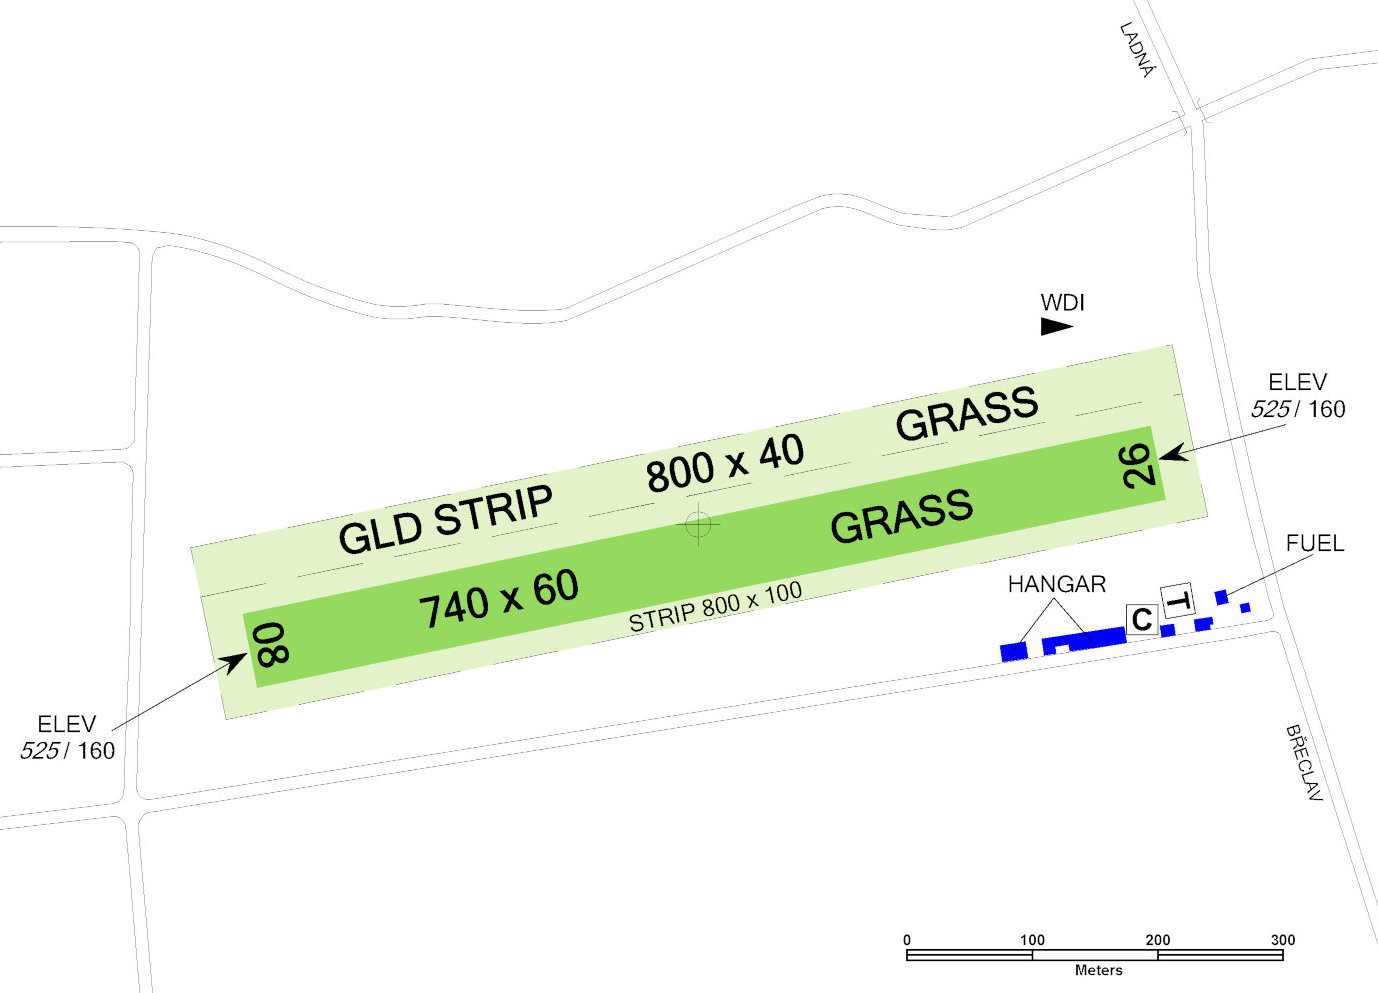 LADNÁ
WDI
ELEV
525 / 160
GRASS
800 x 40
GLD STRIP
26
GRASS
740 x 60
STRIP 800 x 100
08
FUEL
HANGAR
C
T
ELEV
525 / 160
BŘECLAV
0 100 200 300
Meters